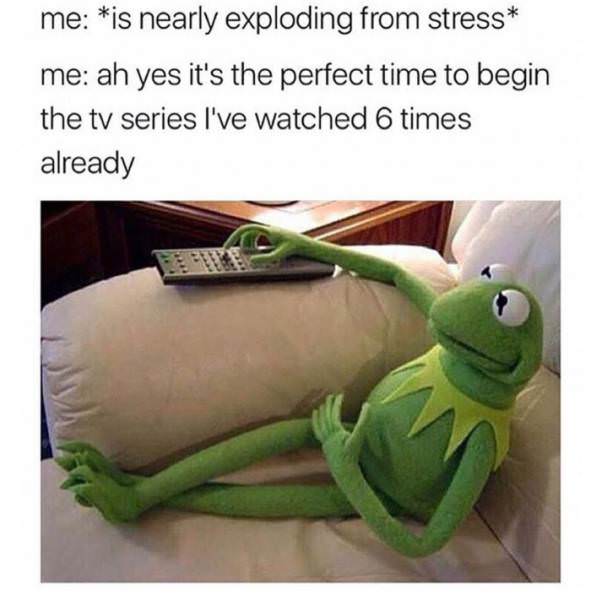 me: *is nearly exploding from stress*
me: ah yes it's the perfect time to begin
the tv series I've watched 6 times
already